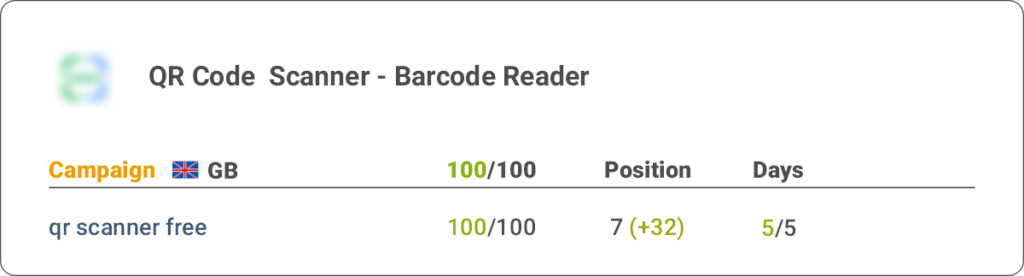 QR Code  Scanner - Barcode Reader
Campaign GB 100/100 Position Days
qr scanner free 100/100 7 (+32) 5/5